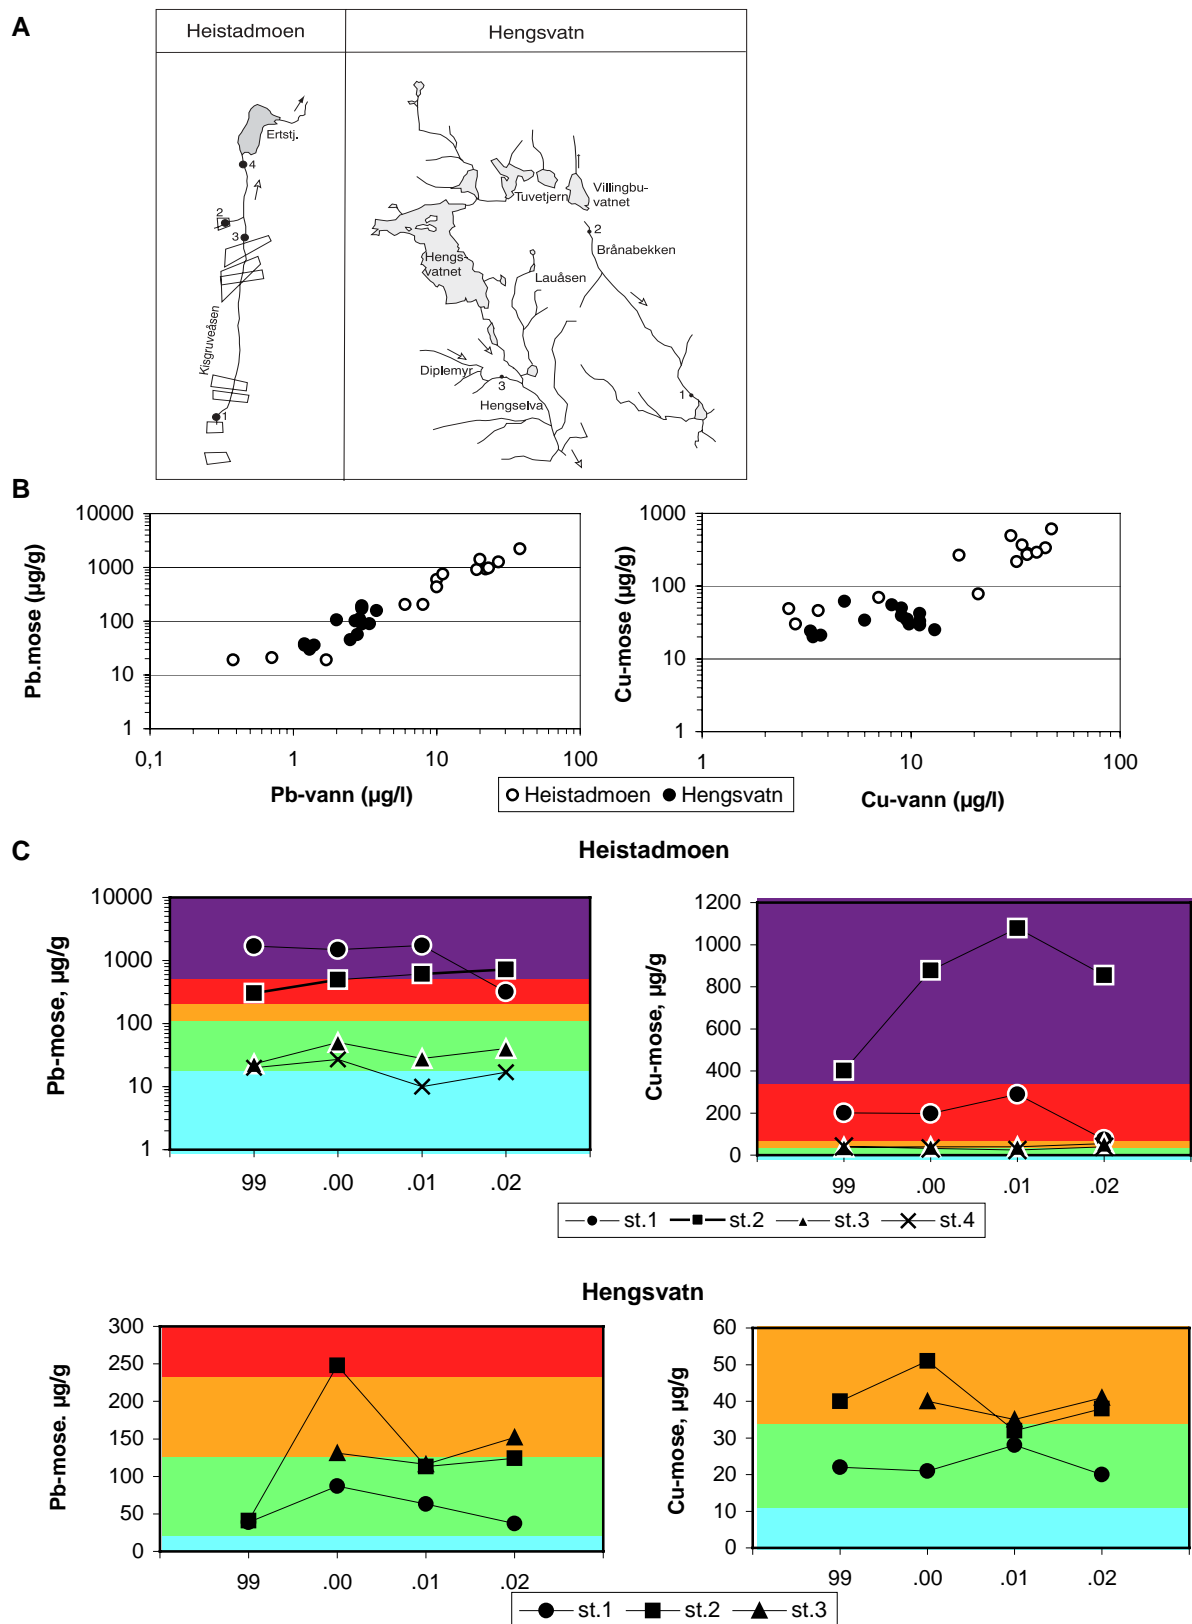 A
Heistadmoen
Hengsvatn
Ertstj.
4
2
3
Kisgruveåsen
1
Tuvetjern
Villingbu-
vatnet
2
Brånabekken
Hengs-
vatnet
Lauåsen
Diplemyr
3
Hengselva
1
B
Pb.mose (µg/g)
10000
1000
100
10
1
0,1
1
10
100
Pb-vann (µg/l)
Cu-mose (µg/g)
1000
100
10
1
1
10
100
Cu-vann (µg/l)
Heistadmoen
Hengsvatn
C
Heistadmoen
Pb-mose, µg/g
10000
1000
100
10
1
99
.00
.01
.02
Cu-mose, µg/g
1200
1000
800
600
400
200
0
99
.00
.01
.02
st.1
st.2
st.3
st.4
Hengsvatn
Pb-mose. µg/g
300
250
200
150
100
50
0
99
.00
.01
.02
Cu-mose, µg/g
60
50
40
30
20
10
0
99
.00
.01
.02
st.1
st.2
st.3